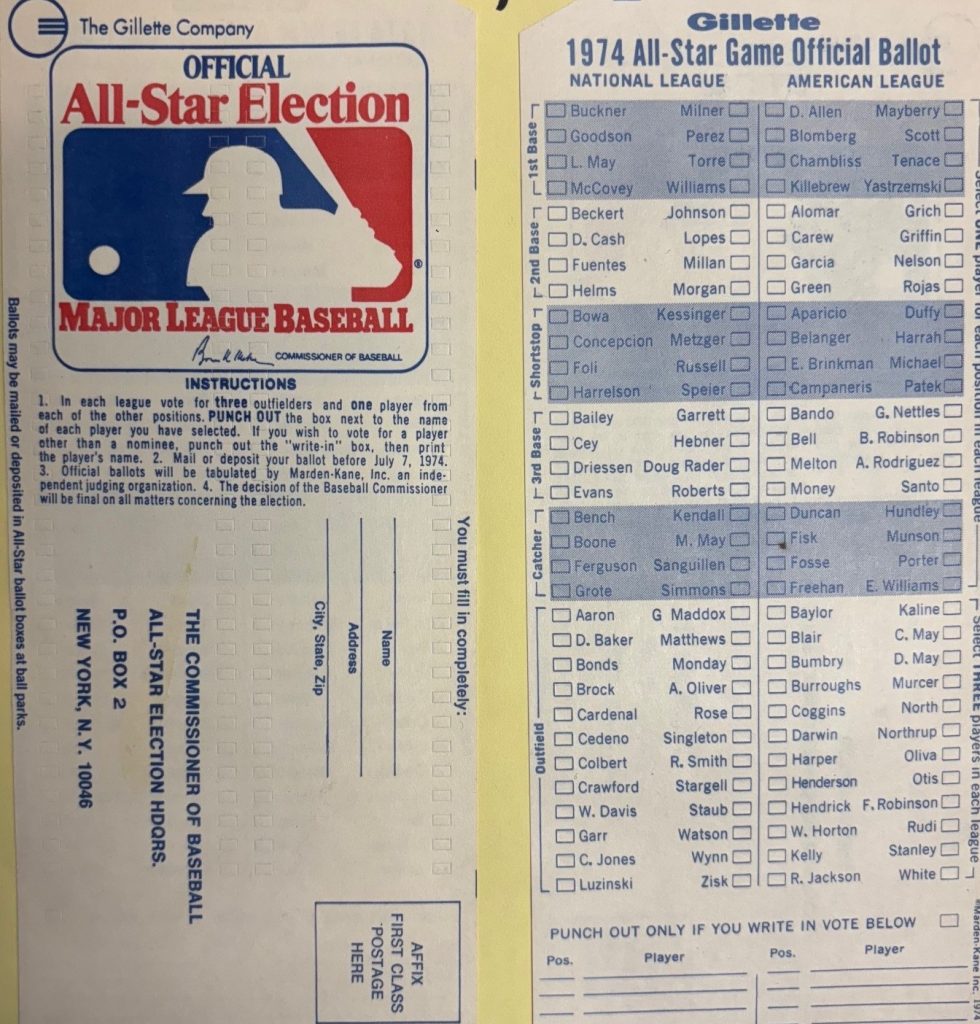 The Gillette Company
OFFICIAL
All-Star Election
®
MAJOR LEAGUE BASEBALL
COMMISSIONER OF BASEBALL
INSTRUCTIONS
1. In each league vote for three outfielders and one player from
each of the other positions. PUNCH OUT the box next to the name
of each player you have selected. If you wish to vote for a player
other than a nominee, punch out the "write-in" box, then print
the player's name. 2. Mail or deposit your ballot before July 7, 1974.
3. Official ballots will be tabulated by Marden-Kane, Inc. an inde-
pendent judging organization. 4. The decision of the Baseball Commissioner
will be final on all matters concerning the election.
Ballots may be mailed or deposited in All-Star ballot boxes at ball parks.
You must fill in completely:
Name
Address
City, State, Zip
THE COMMISSIONER OF BASEBALL
ALL-STAR ELECTION HDQRS.
P.O. BOX 2
NEW YORK, N.Y. 10046
AFFIX
FIRST CLASS
POSTAGE
HERE
Gillette
1974 All-Star Game Official Ballot
NATIONAL LEAGUE AMERICAN LEAGUE
1st Base
Buckner Milner D. Allen Mayberry
Goodson Perez Blomberg Scott
L. May Torre Chambliss Tenace
McCovey Williams Killebrew Yastrzemski
2nd Base
Beckert Johnson Alomar Grich
D. Cash Lopes Carew Griffin
Fuentes Millan Garcia Nelson
Helms Morgan Green Rojas
Shortstop
Bowa Kessinger Aparicio Duffy
Concepcion Metzger Belanger Harrah
Foli Russell E. Brinkman Michael
Harrelson Speier Campaneris Patek
3rd Base
Bailey Garrett Bando G. Nettles
Cey Hebner Bell B. Robinson
Driessen Doug Rader Melton A. Rodriguez
Evans Roberts Money Santo
Catcher
Bench Kendall Duncan Hundley
Boone M. May Fisk Munson
Ferguson Sanguillen Fosse Porter
Grote Simmons Freehan E. Williams
Outfield
Aaron G Maddox Baylor Kaline
D. Baker Matthews Blair C. May
Bonds Monday Bumbry D. May
Brock A. Oliver Burroughs Murcer
Cardenal Rose Coggins North
Cedeno Singleton Darwin Northrup
Colbert R. Smith Harper Oliva
Crawford Stargell Henderson Otis
W. Davis Staub Hendrick F. Robinson
Garr Watson W. Horton Rudi
C. Jones Wynn Kelly Stanley
Luzinski Zisk R. Jackson White
Select THREE players in each league
PUNCH OUT ONLY IF YOU WRITE IN VOTE BELOW
Pos. Player Pos. Player